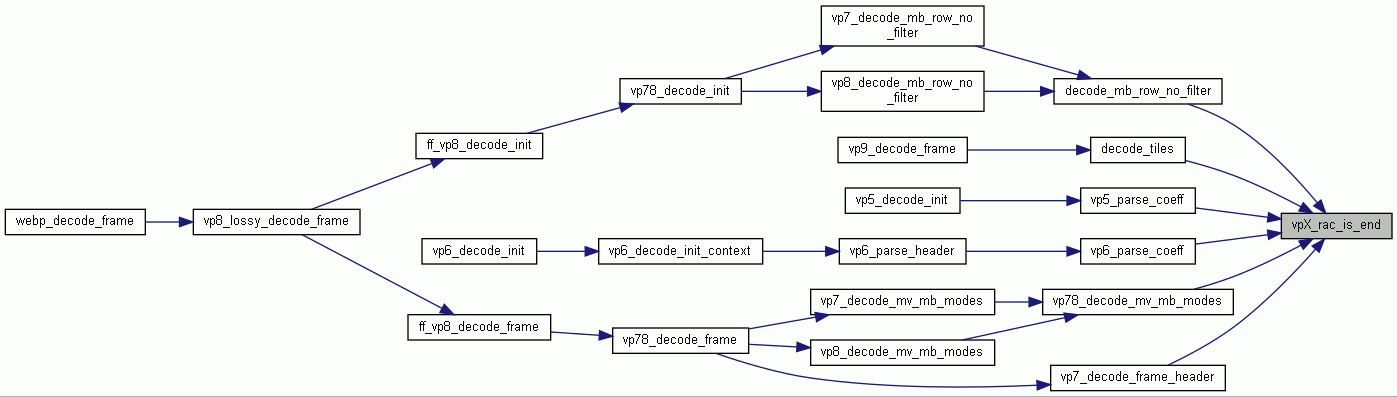 vp7_decode_mb_row_no
_filter
vp78_decode_init
vp8_decode_mb_row_no
_filter
decode_mb_row_no_filter
ff_vp8_decode_init
vp9_decode_frame
decode_tiles
webp_decode_frame
vp8_lossy_decode_frame
vp5_decode_init
vp5_parse_coeff
vpX_rac_is_end
vp6_decode_init
vp6_decode_init_context
vp6_parse_header
vp6_parse_coeff
vp7_decode_mv_mb_modes
vp78_decode_mv_mb_modes
ff_vp8_decode_frame
vp78_decode_frame
vp8_decode_mv_mb_modes
vp7_decode_frame_header